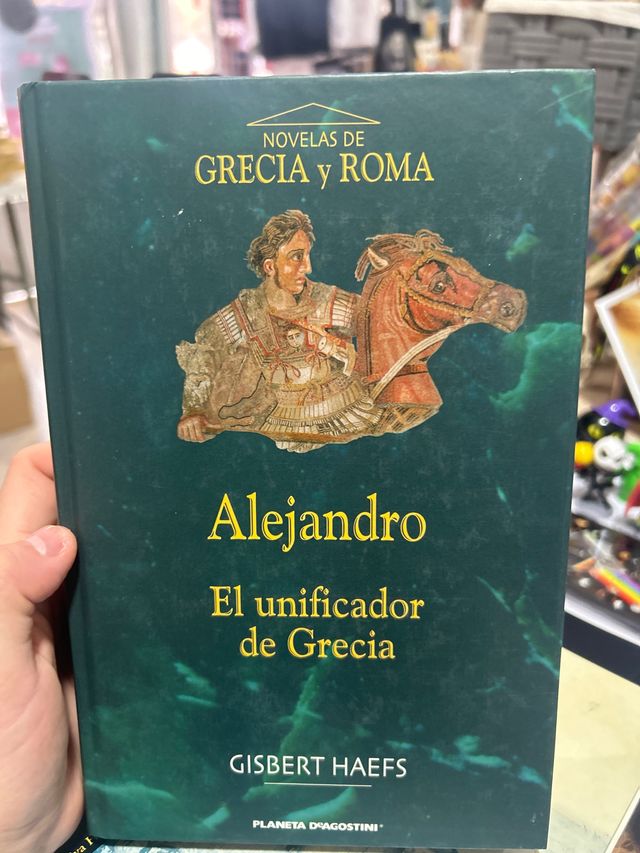 NOVELAS DE
GRECIA y ROMA
Alejandro
El unificador
de Grecia
GISBERT HAEFS
PLANETA DeAGOSTINI